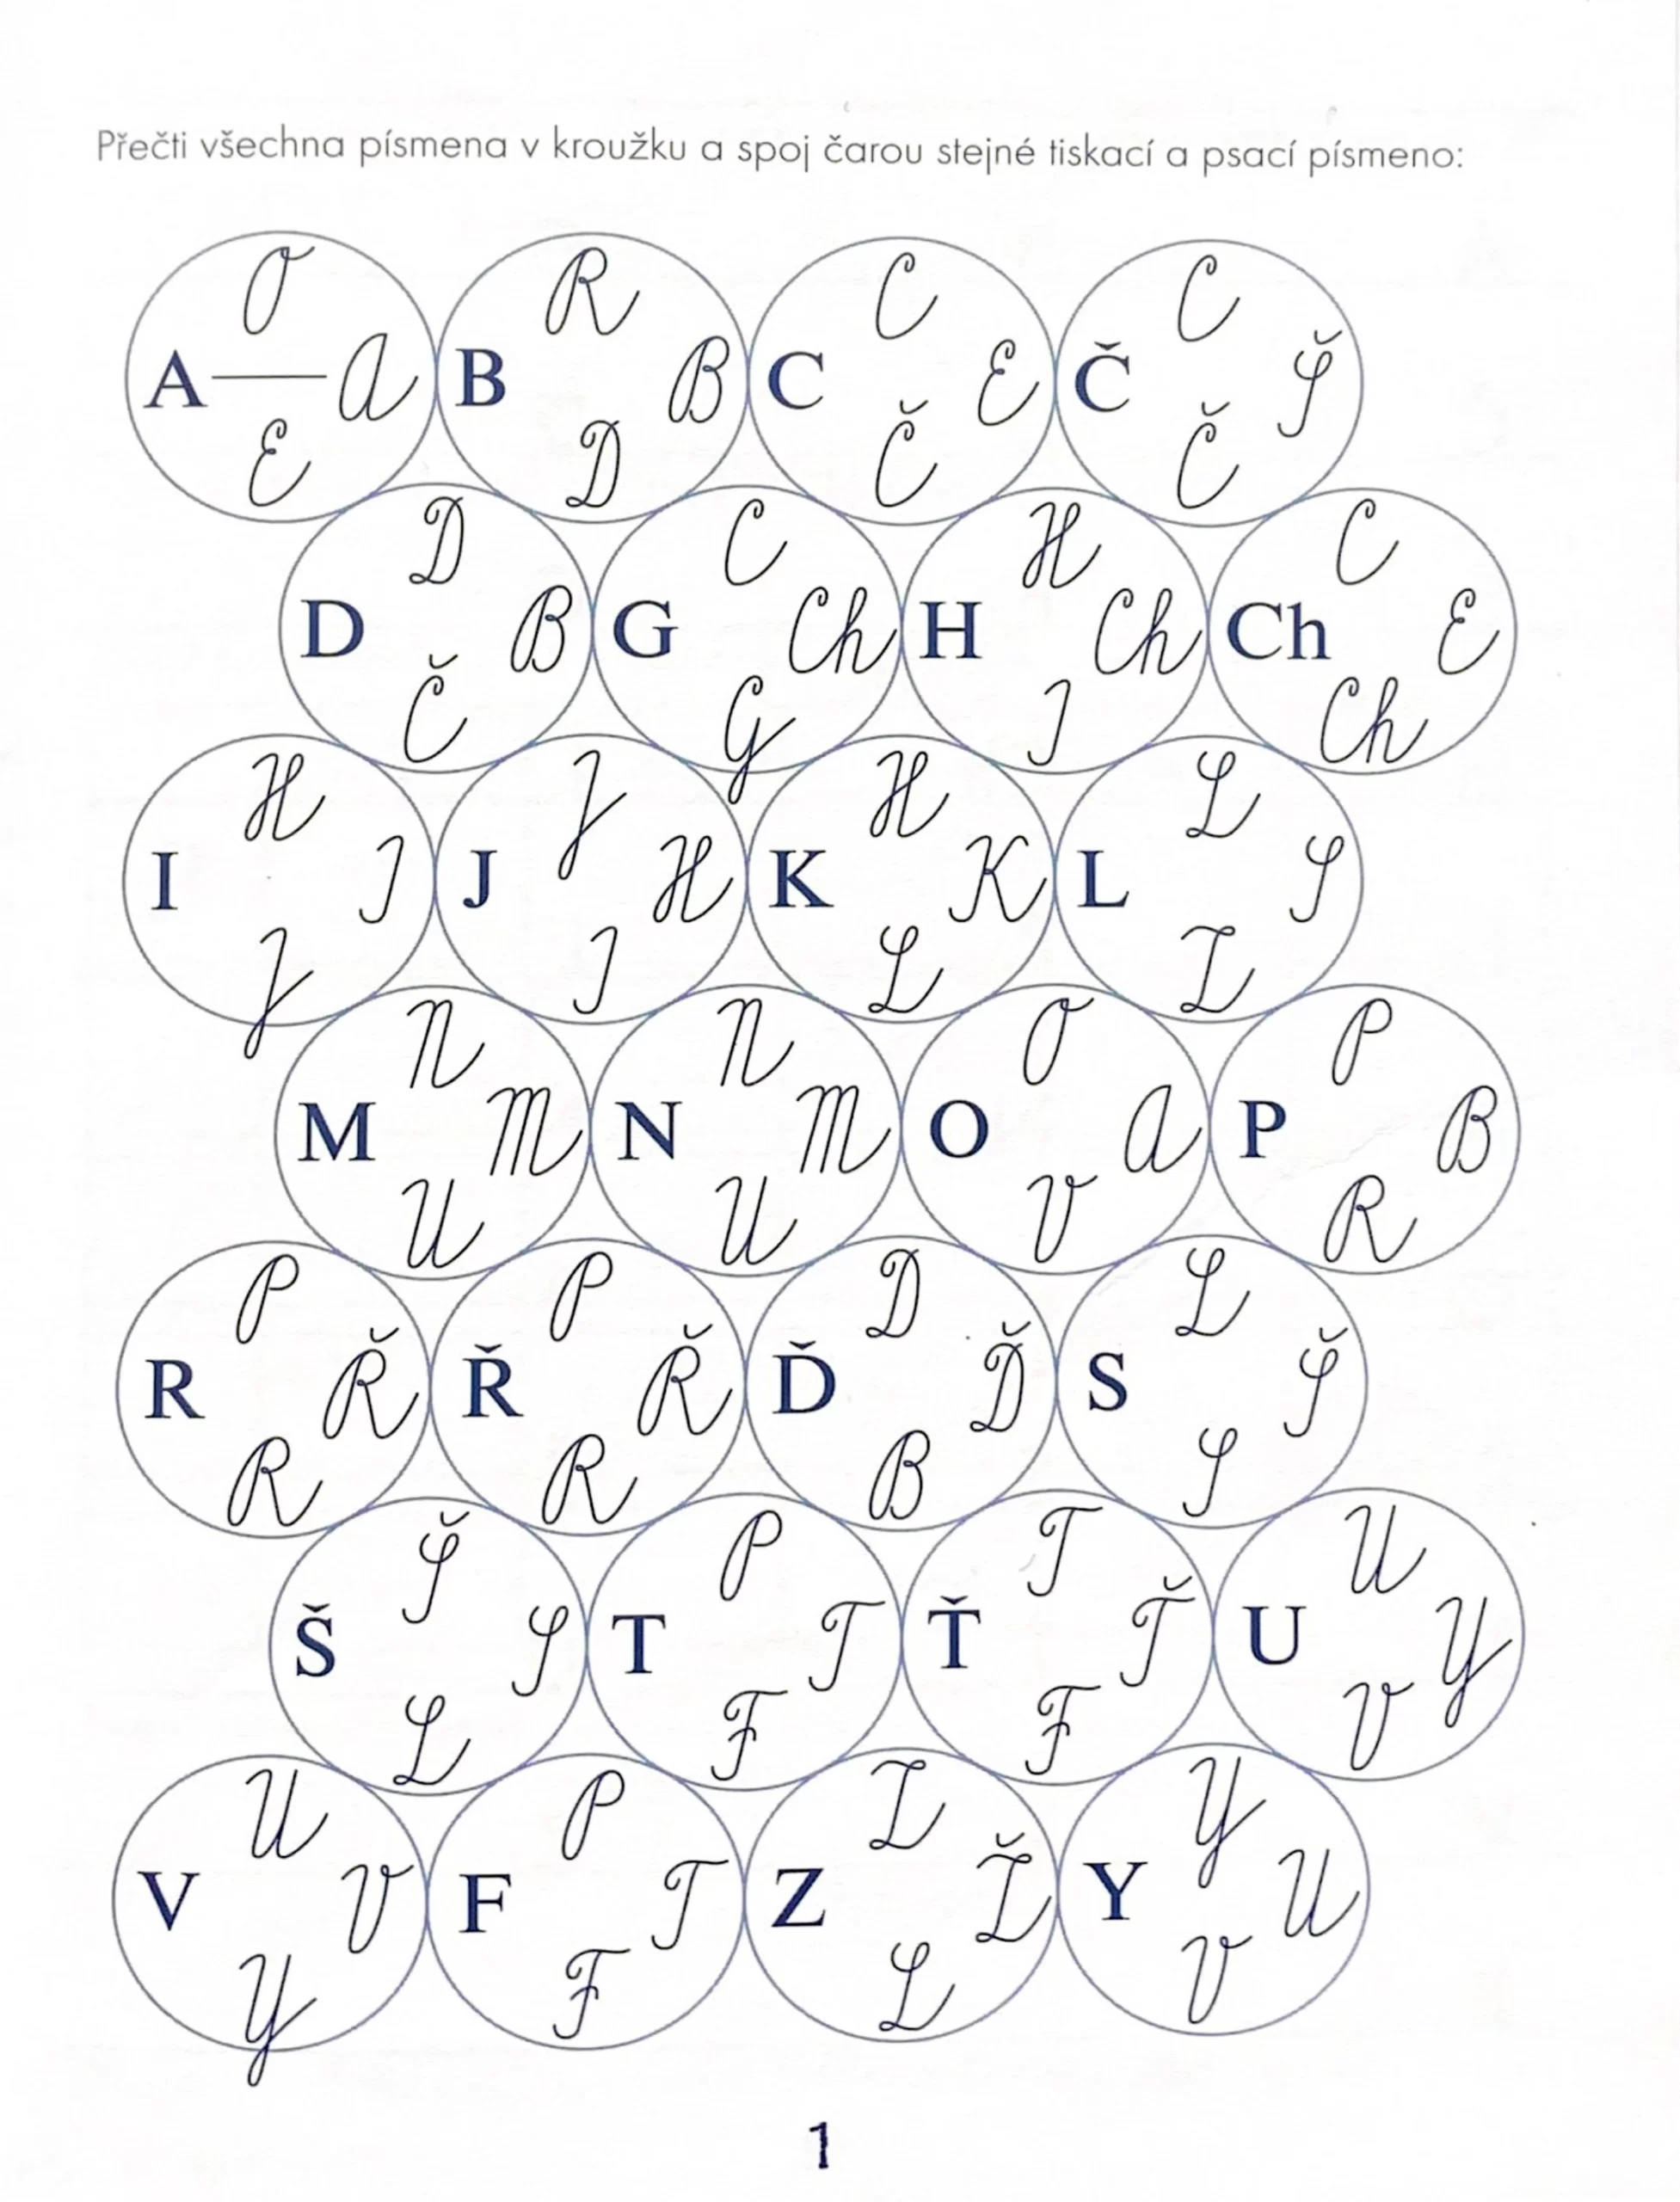 Přečti všechna písmena v kroužku a spoj čarou stejné tiskací a psací písmeno:
O R C C
A A B B C E Č Š
E D Č Č
D C H C
D B G Ch H Ch Ch E
Č G I Ch
H J H L
I I J H K K L S
J I L Z
N N O P
M M N M O A P B
U U V R
P P D L
R Ř Ř Ř Ď Ď S Š
R R B S
Š P T U
Š S T T Ť Ť U Y
L F F V
U P Z Y
V V F T Z Ž Y U
Y F L V
1